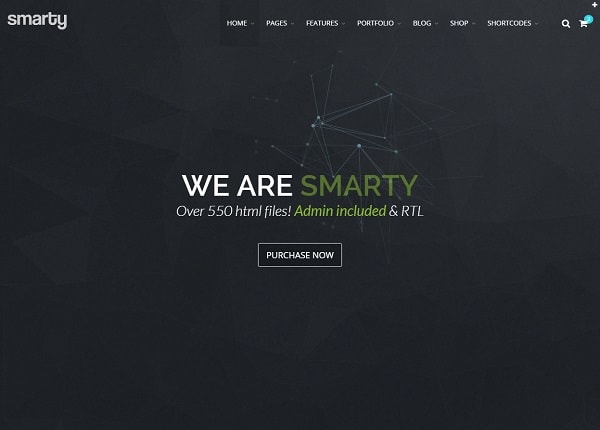 smarty
HOME PAGES FEATURES PORTFOLIO BLOG SHOP SHORTCODES
WE ARE SMARTY
Over 550 html files! Admin included & RTL
PURCHASE NOW